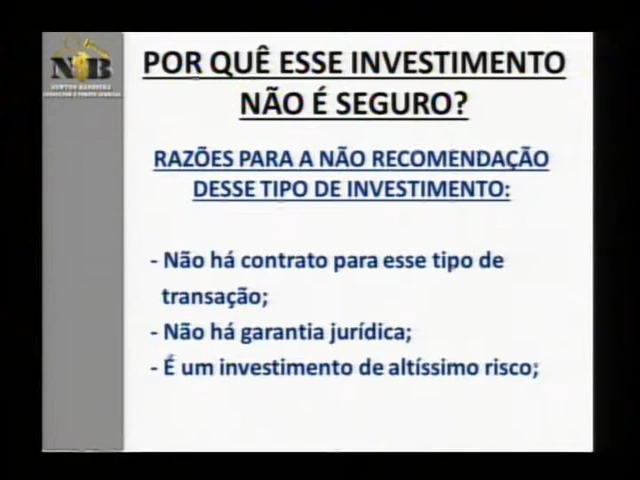 NB
POR QUÊ ESSE INVESTIMENTO
NÃO É SEGURO?
RAZÕES PARA A NÃO RECOMENDAÇÃO
DESSE TIPO DE INVESTIMENTO:
- Não há contrato para esse tipo de
transação;
- Não há garantia jurídica;
- É um investimento de altíssimo risco;